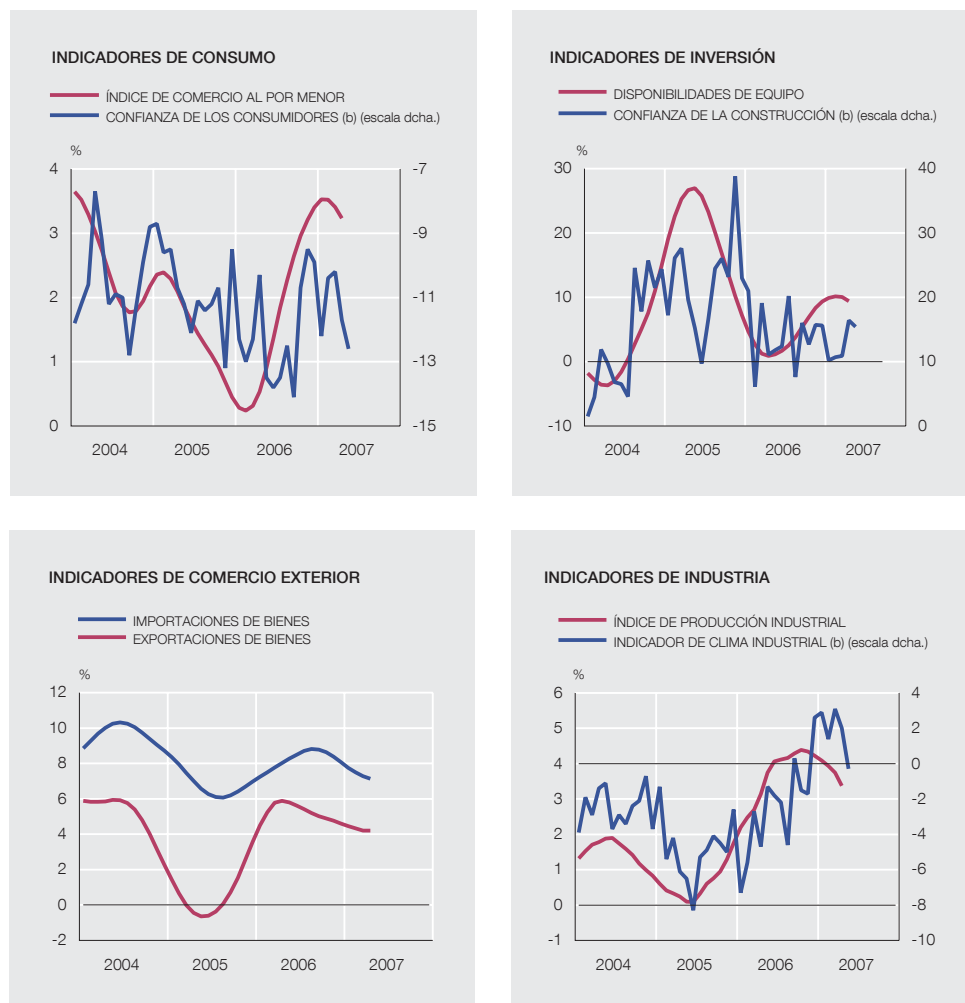 INDICADORES DE CONSUMO
ÍNDICE DE COMERCIO AL POR MENOR
CONFIANZA DE LOS CONSUMIDORES (b) (escala dcha.)
%
4 -7
3 -9
2 -11
1 -13
0 -15
2004 2005 2006 2007
INDICADORES DE INVERSIÓN
DISPONIBILIDADES DE EQUIPO
CONFIANZA DE LA CONSTRUCCIÓN (b) (escala dcha.)
%
30 40
20 30
10 20
0 10
-10 0
2004 2005 2006 2007
INDICADORES DE COMERCIO EXTERIOR
IMPORTACIONES DE BIENES
EXPORTACIONES DE BIENES
%
12
10
8
6
4
2
0
-2
2004 2005 2006 2007
INDICADORES DE INDUSTRIA
ÍNDICE DE PRODUCCIÓN INDUSTRIAL
INDICADOR DE CLIMA INDUSTRIAL (b) (escala dcha.)
%
6 4
5 2
4 0
3 -2
2 -4
1 -6
0 -8
-1 -10
2004 2005 2006 2007